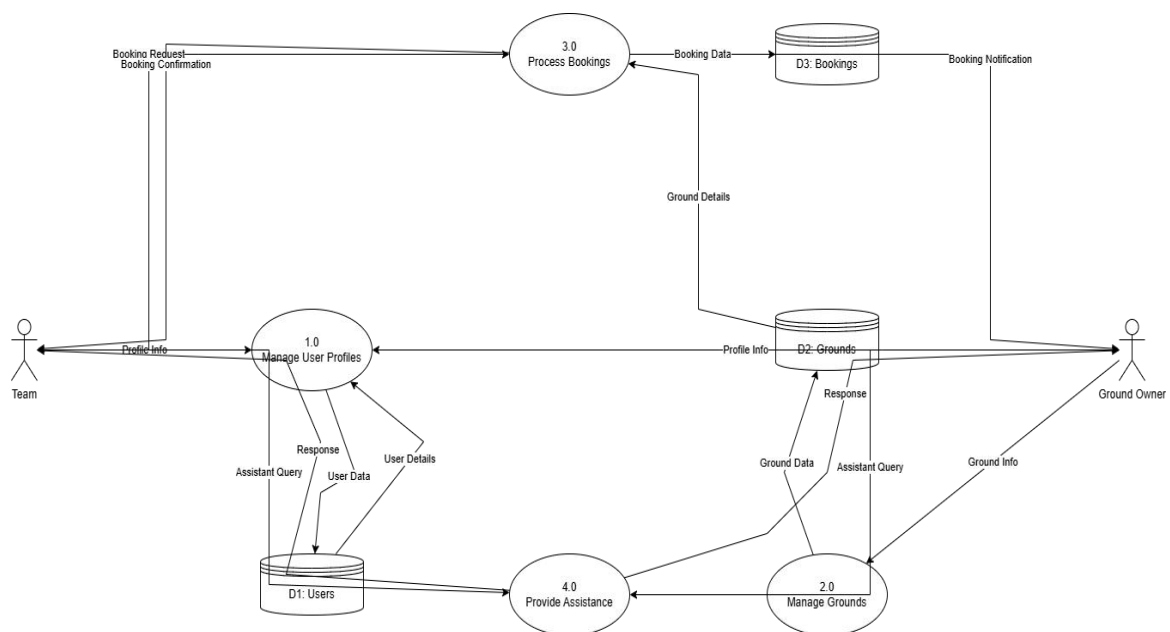 3.0
Process Bookings
Booking Request
Booking Confirmation
Booking Data
D3: Bookings
Booking Notification
Ground Details
1.0
Manage User Profiles
Profile Info
Team
Profile Info
D2: Grounds
Ground Owner
Response
Response
Assistant Query
User Data
User Details
Ground Data
Assistant Query
Ground Info
D1: Users
4.0
Provide Assistance
2.0
Manage Grounds